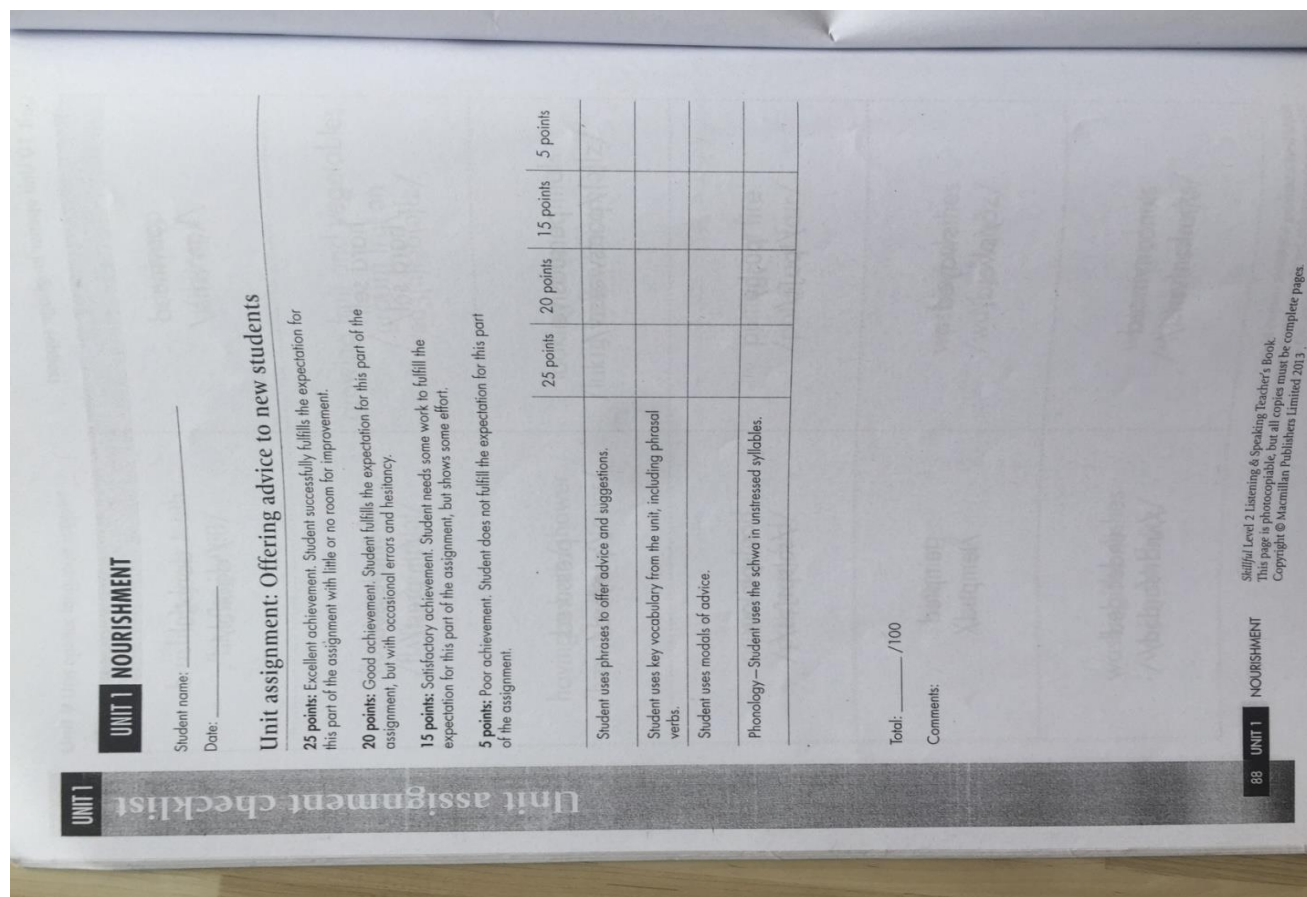 UNIT 1
Unit assignment checklist
UNIT 1 NOURISHMENT
Student name:
Date:
Unit assignment: Offering advice to new students
25 points: Excellent achievement. Student successfully fulfills the expectation for
this part of the assignment with little or no room for improvement.
20 points: Good achievement. Student fulfills the expectation for this part of the
assignment, but with occasional errors and hesitancy.
15 points: Satisfactory achievement. Student needs some work to fulfill the
expectation for this part of the assignment, but shows some effort.
5 points: Poor achievement. Student does not fulfill the expectation for this part
of the assignment.
25 points 20 points 15 points 5 points
Student uses phrases to offer advice and suggestions.
Student uses key vocabulary from the unit, including phrasal
verbs.
Student uses modals of advice.
Phonology—Student uses the schwa in unstressed syllables.
Total: /100
Comments:
88 UNIT 1 NOURISHMENT
Skillful Level 2 Listening & Speaking Teacher's Book.
This page is photocopiable, but all copies must be complete pages.
Copyright © Macmillan Publishers Limited 2013.